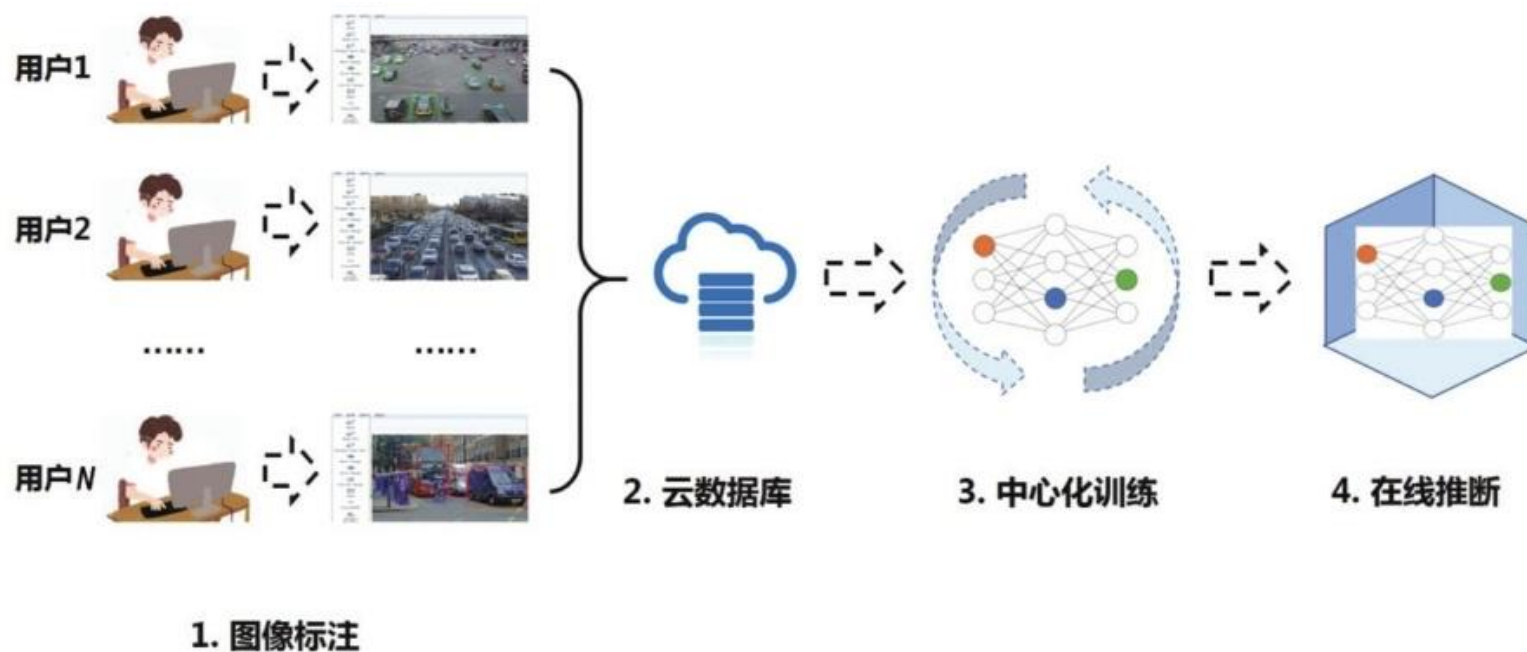 用户1
用户2
…… ……
用户N
2. 云数据库
3. 中心化训练
4. 在线推断
1. 图像标注